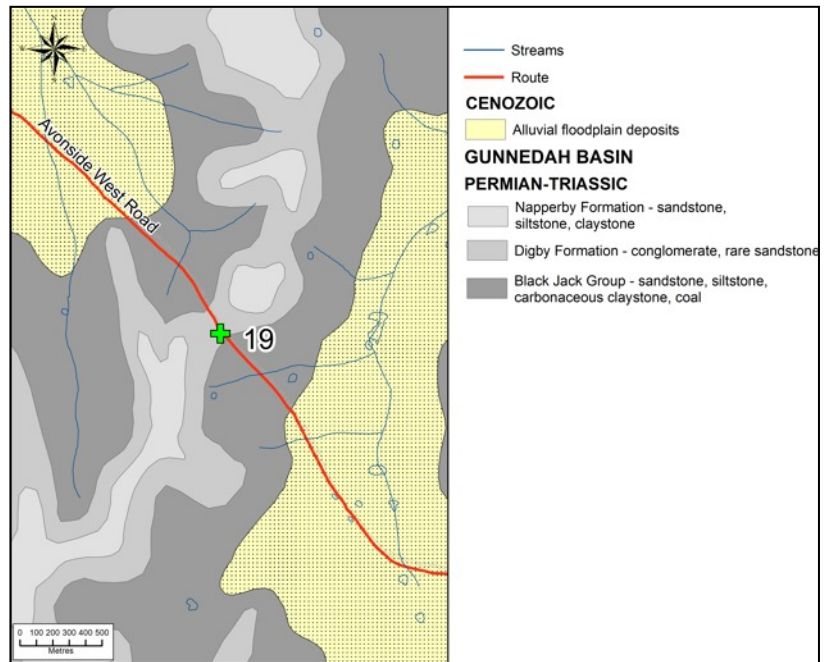 N
Avonside West Road
19
0 100 200 300 400 500
Metres
Streams
Route
CENOZOIC
Alluvial floodplain deposits
GUNNEDAH BASIN
PERMIAN-TRIASSIC
Napperby Formation - sandstone,
siltstone, claystone
Digby Formation - conglomerate, rare sandstone
Black Jack Group - sandstone, siltstone,
carbonaceous claystone, coal